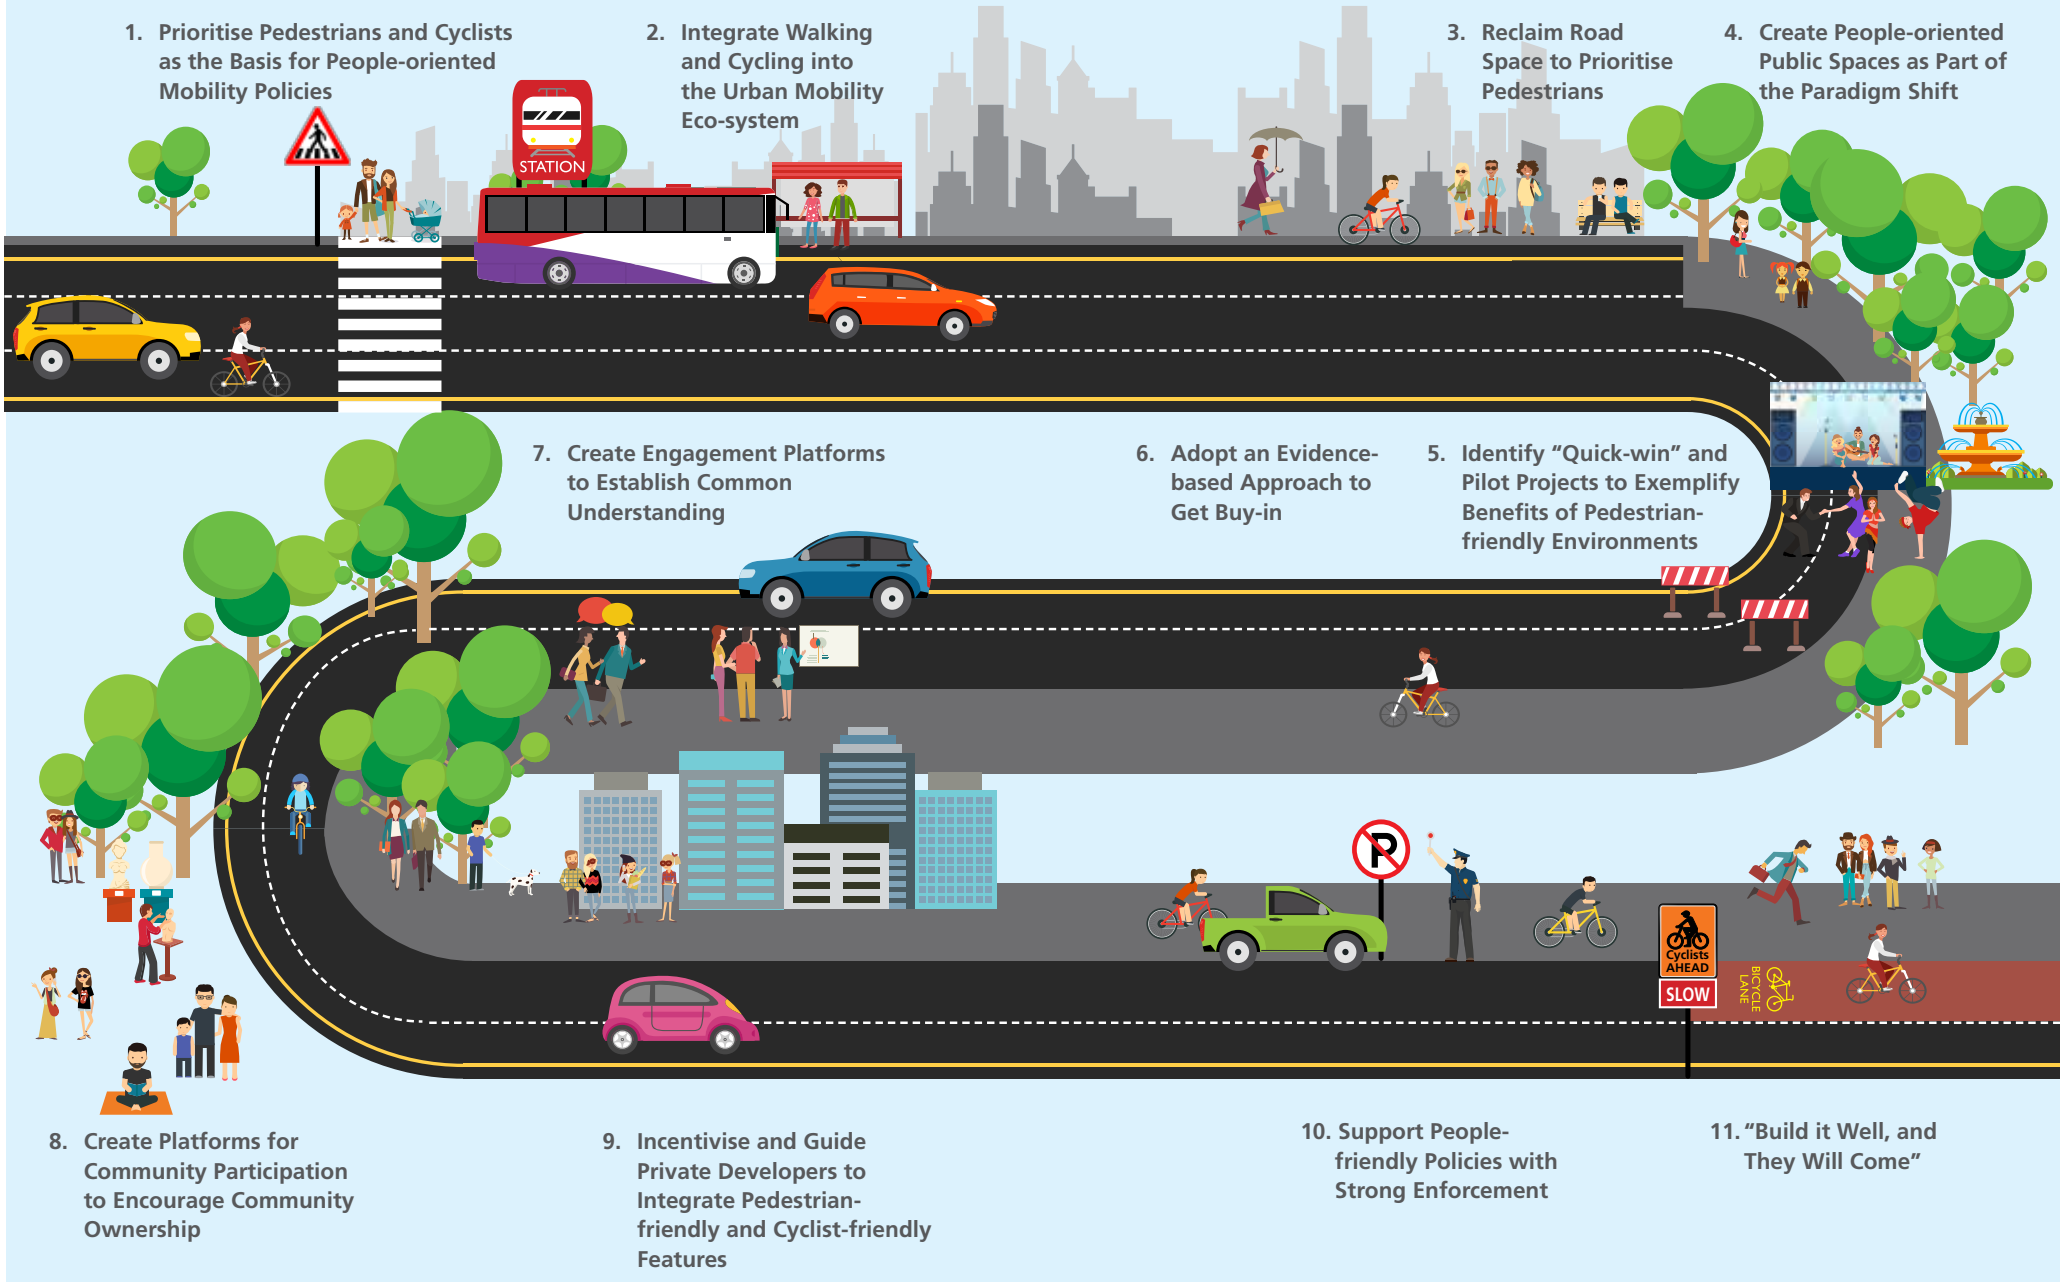 1. Prioritise Pedestrians and Cyclists
as the Basis for People-oriented
Mobility Policies
2. Integrate Walking
and Cycling into
the Urban Mobility
Eco-system
3. Reclaim Road
Space to Prioritise
Pedestrians
4. Create People-oriented
Public Spaces as Part of
the Paradigm Shift
STATION
7. Create Engagement Platforms
to Establish Common
Understanding
6. Adopt an Evidence-
based Approach to
Get Buy-in
5. Identify “Quick-win” and
Pilot Projects to Exemplify
Benefits of Pedestrian-
friendly Environments
P
Cyclists
AHEAD
SLOW
BICYCLE
LANE
8. Create Platforms for
Community Participation
to Encourage Community
Ownership
9. Incentivise and Guide
Private Developers to
Integrate Pedestrian-
friendly and Cyclist-friendly
Features
10. Support People-
friendly Policies with
Strong Enforcement
11. “Build it Well, and
They Will Come”